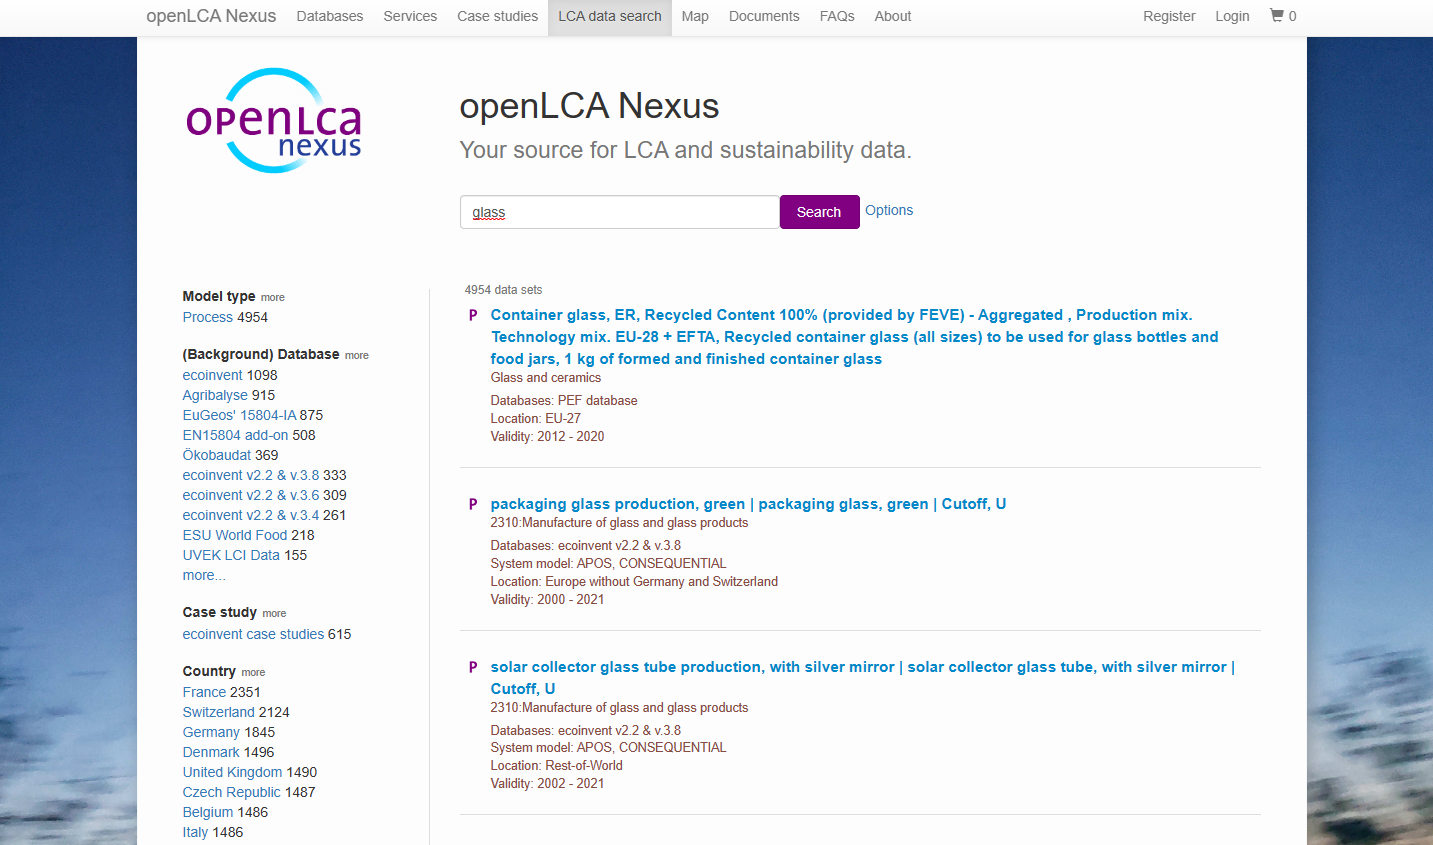 openLCA Nexus Databases Services Case studies LCA data search Map Documents FAQs About Register Login 0
openLca
nexus
openLCA Nexus
Your source for LCA and sustainability data.
glass Search Options
Model type more
Process 4954
(Background) Database more
ecoinvent 1098
Agribalyse 915
EuGeos' 15804-IA 875
EN15804 add-on 508
Ökobaudat 369
ecoinvent v2.2 & v.3.8 333
ecoinvent v2.2 & v.3.6 309
ecoinvent v2.2 & v.3.4 261
ESU World Food 218
UVEK LCI Data 155
more...
Case study more
ecoinvent case studies 615
Country more
France 2351
Switzerland 2124
Germany 1845
Denmark 1496
United Kingdom 1490
Czech Republic 1487
Belgium 1486
Italy 1486
4954 data sets
P Container glass, ER, Recycled Content 100% (provided by FEVE) - Aggregated , Production mix.
Technology mix. EU-28 + EFTA, Recycled container glass (all sizes) to be used for glass bottles and
food jars, 1 kg of formed and finished container glass
Glass and ceramics
Databases: PEF database
Location: EU-27
Validity: 2012 - 2020
P packaging glass production, green | packaging glass, green | Cutoff, U
2310:Manufacture of glass and glass products
Databases: ecoinvent v2.2 & v.3.8
System model: APOS, CONSEQUENTIAL
Location: Europe without Germany and Switzerland
Validity: 2000 - 2021
P solar collector glass tube production, with silver mirror | solar collector glass tube, with silver mirror |
Cutoff, U
2310:Manufacture of glass and glass products
Databases: ecoinvent v2.2 & v.3.8
System model: APOS, CONSEQUENTIAL
Location: Rest-of-World
Validity: 2002 - 2021